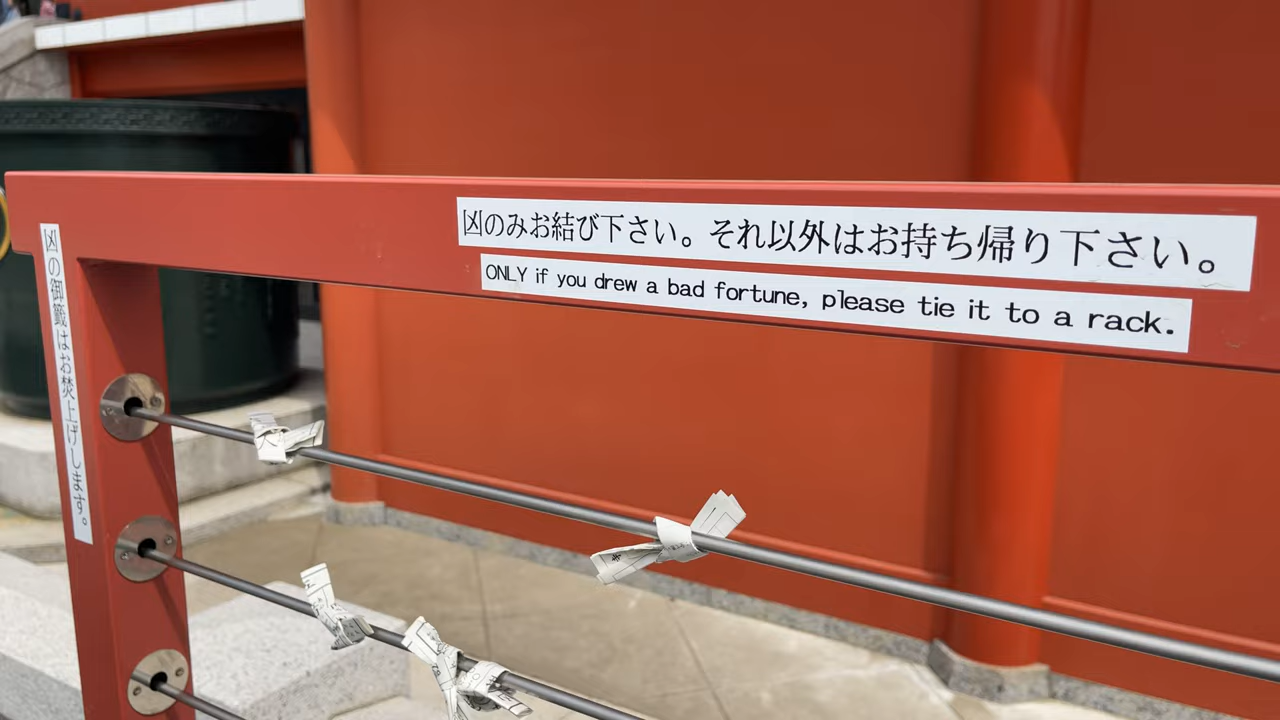 凶のみお結び下さい。それ以外はお持ち帰り下さい。
ONLY if you drew a bad fortune, please tie it to a rack.
凶の御籤はお焚上げします。